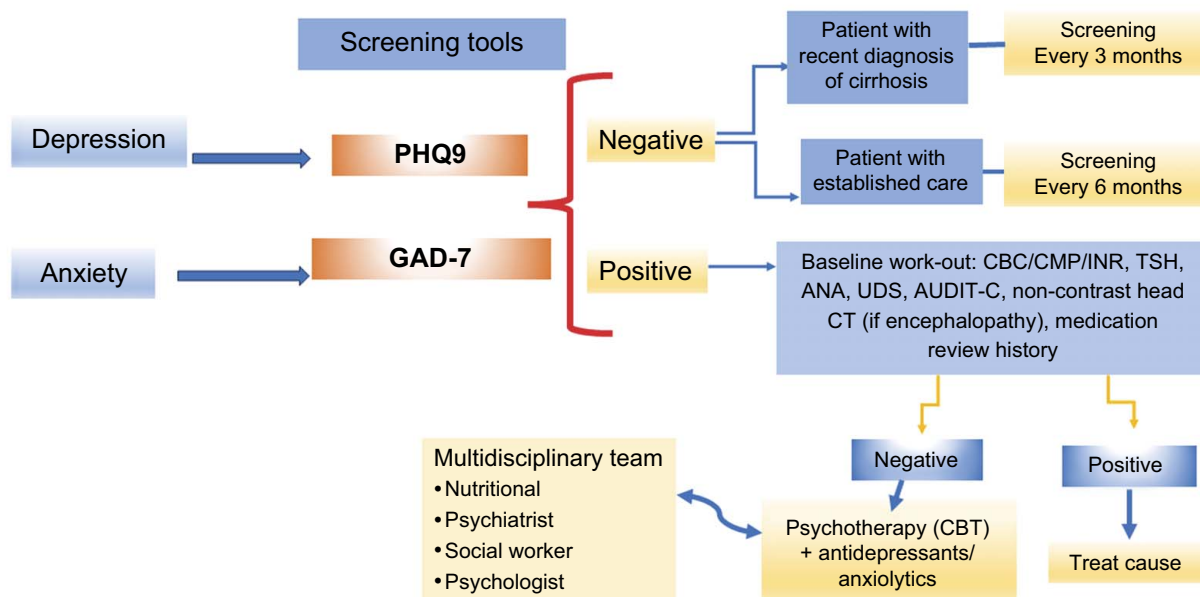 Screening tools
Depression
PHQ9
Anxiety
GAD-7
Negative
Patient with
recent diagnosis
of cirrhosis
Screening
Every 3 months
Patient with
established care
Screening
Every 6 months
Positive
Baseline work-out: CBC/CMP/INR, TSH,
ANA, UDS, AUDIT-C, non-contrast head
CT (if encephalopathy), medication
review history
Negative
Positive
Psychotherapy (CBT)
+ antidepressants/
anxiolytics
Treat cause
Multidisciplinary team
•Nutritional
•Psychiatrist
•Social worker
•Psychologist